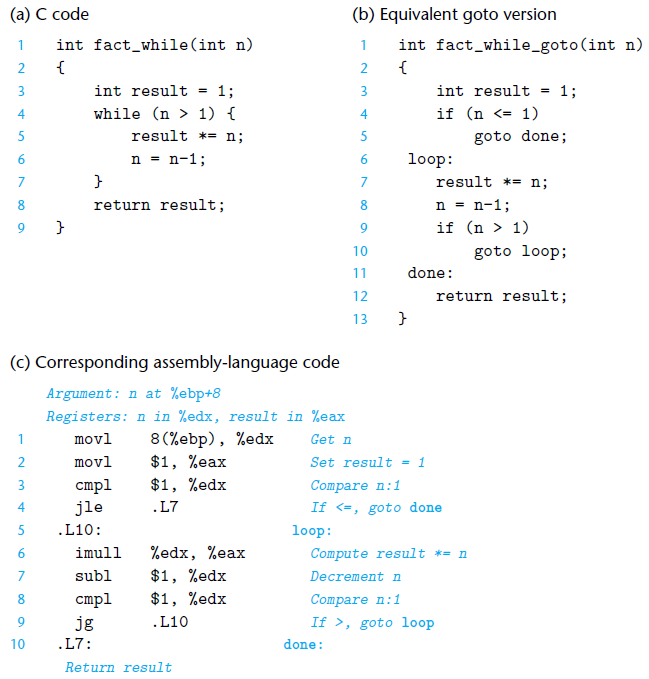 (a) C code
1 int fact_while(int n)
2 {
3 int result = 1;
4 while (n > 1) {
5 result *= n;
6 n = n-1;
7 }
8 return result;
9 }
(b) Equivalent goto version
1 int fact_while_goto(int n)
2 {
3 int result = 1;
4 if (n <= 1)
5 goto done;
6 loop:
7 result *= n;
8 n = n-1;
9 if (n > 1)
10 goto loop;
11 done:
12 return result;
13 }
(c) Corresponding assembly-language code
Argument: n at %ebp+8
Registers: n in %edx, result in %eax
1 movl 8(%ebp), %edx Get n
2 movl $1, %eax Set result = 1
3 cmpl $1, %edx Compare n:1
4 jle .L7 If <=, goto done
5 .L10: loop:
6 imull %edx, %eax Compute result *= n
7 subl $1, %edx Decrement n
8 cmpl $1, %edx Compare n:1
9 jg .L10 If >, goto loop
10 .L7: done:
Return result